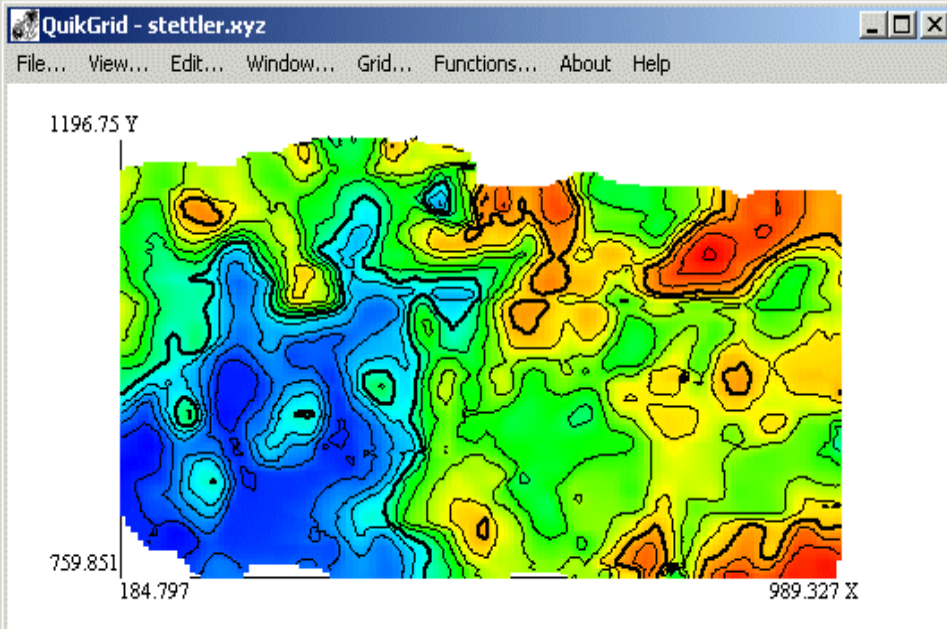 QuikGrid - stettler.xyz
File... View... Edit... Window... Grid... Functions... About Help
1196.75 Y
759.851
184.797 989.327 X